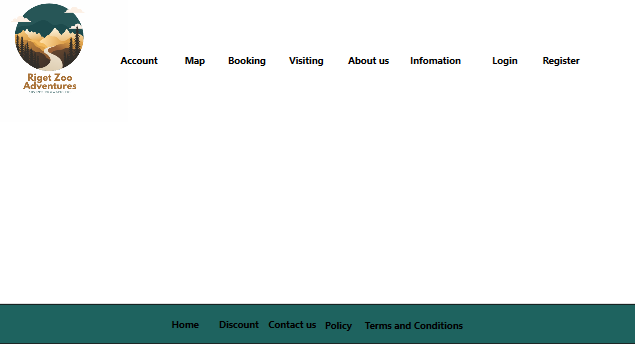 Riget Zoo
Adventures
Account Map Booking Visiting About us Infomation Login Register
Home Discount Contact us Policy Terms and Conditions